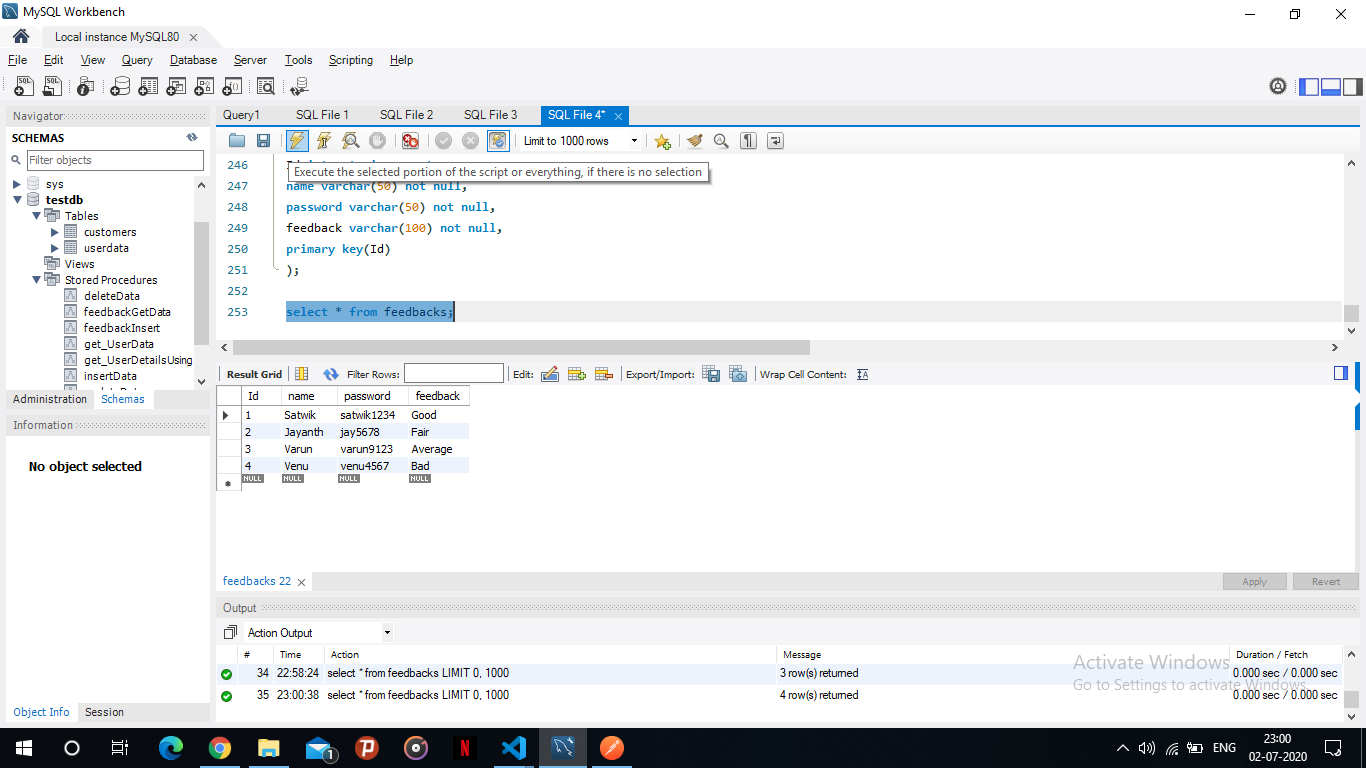 MySQL Workbench
Local instance MySQL80
File Edit View Query Database Server Tools Scripting Help
Navigator
SCHEMAS
Filter objects
sys
testdb
Tables
customers
userdata
Views
Stored Procedures
deleteData
feedbackGetData
feedbackInsert
get_UserData
get_UserDetailsUsing
insertData
Administration Schemas
Information
No object selected
Object Info Session
Query1 SQL File 1 SQL File 2 SQL File 3 SQL File 4*
Limit to 1000 rows
Execute the selected portion of the script or everything, if there is no selection
246
247 name varchar(50) not null,
248 password varchar(50) not null,
249 feedback varchar(100) not null,
250 primary key(Id)
251 );
252
253 select * from feedbacks;
Result Grid Filter Rows: Edit: Export/Import: Wrap Cell Content:
Id name password feedback
1 Satwik satwik1234 Good
2 Jayanth jay5678 Fair
3 Varun varun9123 Average
4 Venu venu4567 Bad
NULL NULL NULL NULL
feedbacks 22
Apply Revert
Output
Action Output
# Time Action Message Duration / Fetch
34 22:58:24 select * from feedbacks LIMIT 0, 1000 3 row(s) returned 0.000 sec / 0.000 sec
35 23:00:38 select * from feedbacks LIMIT 0, 1000 4 row(s) returned 0.000 sec / 0.000 sec
Activate Windows
Go to Settings to activate Windows.
1
ENG
23:00
02-07-2020